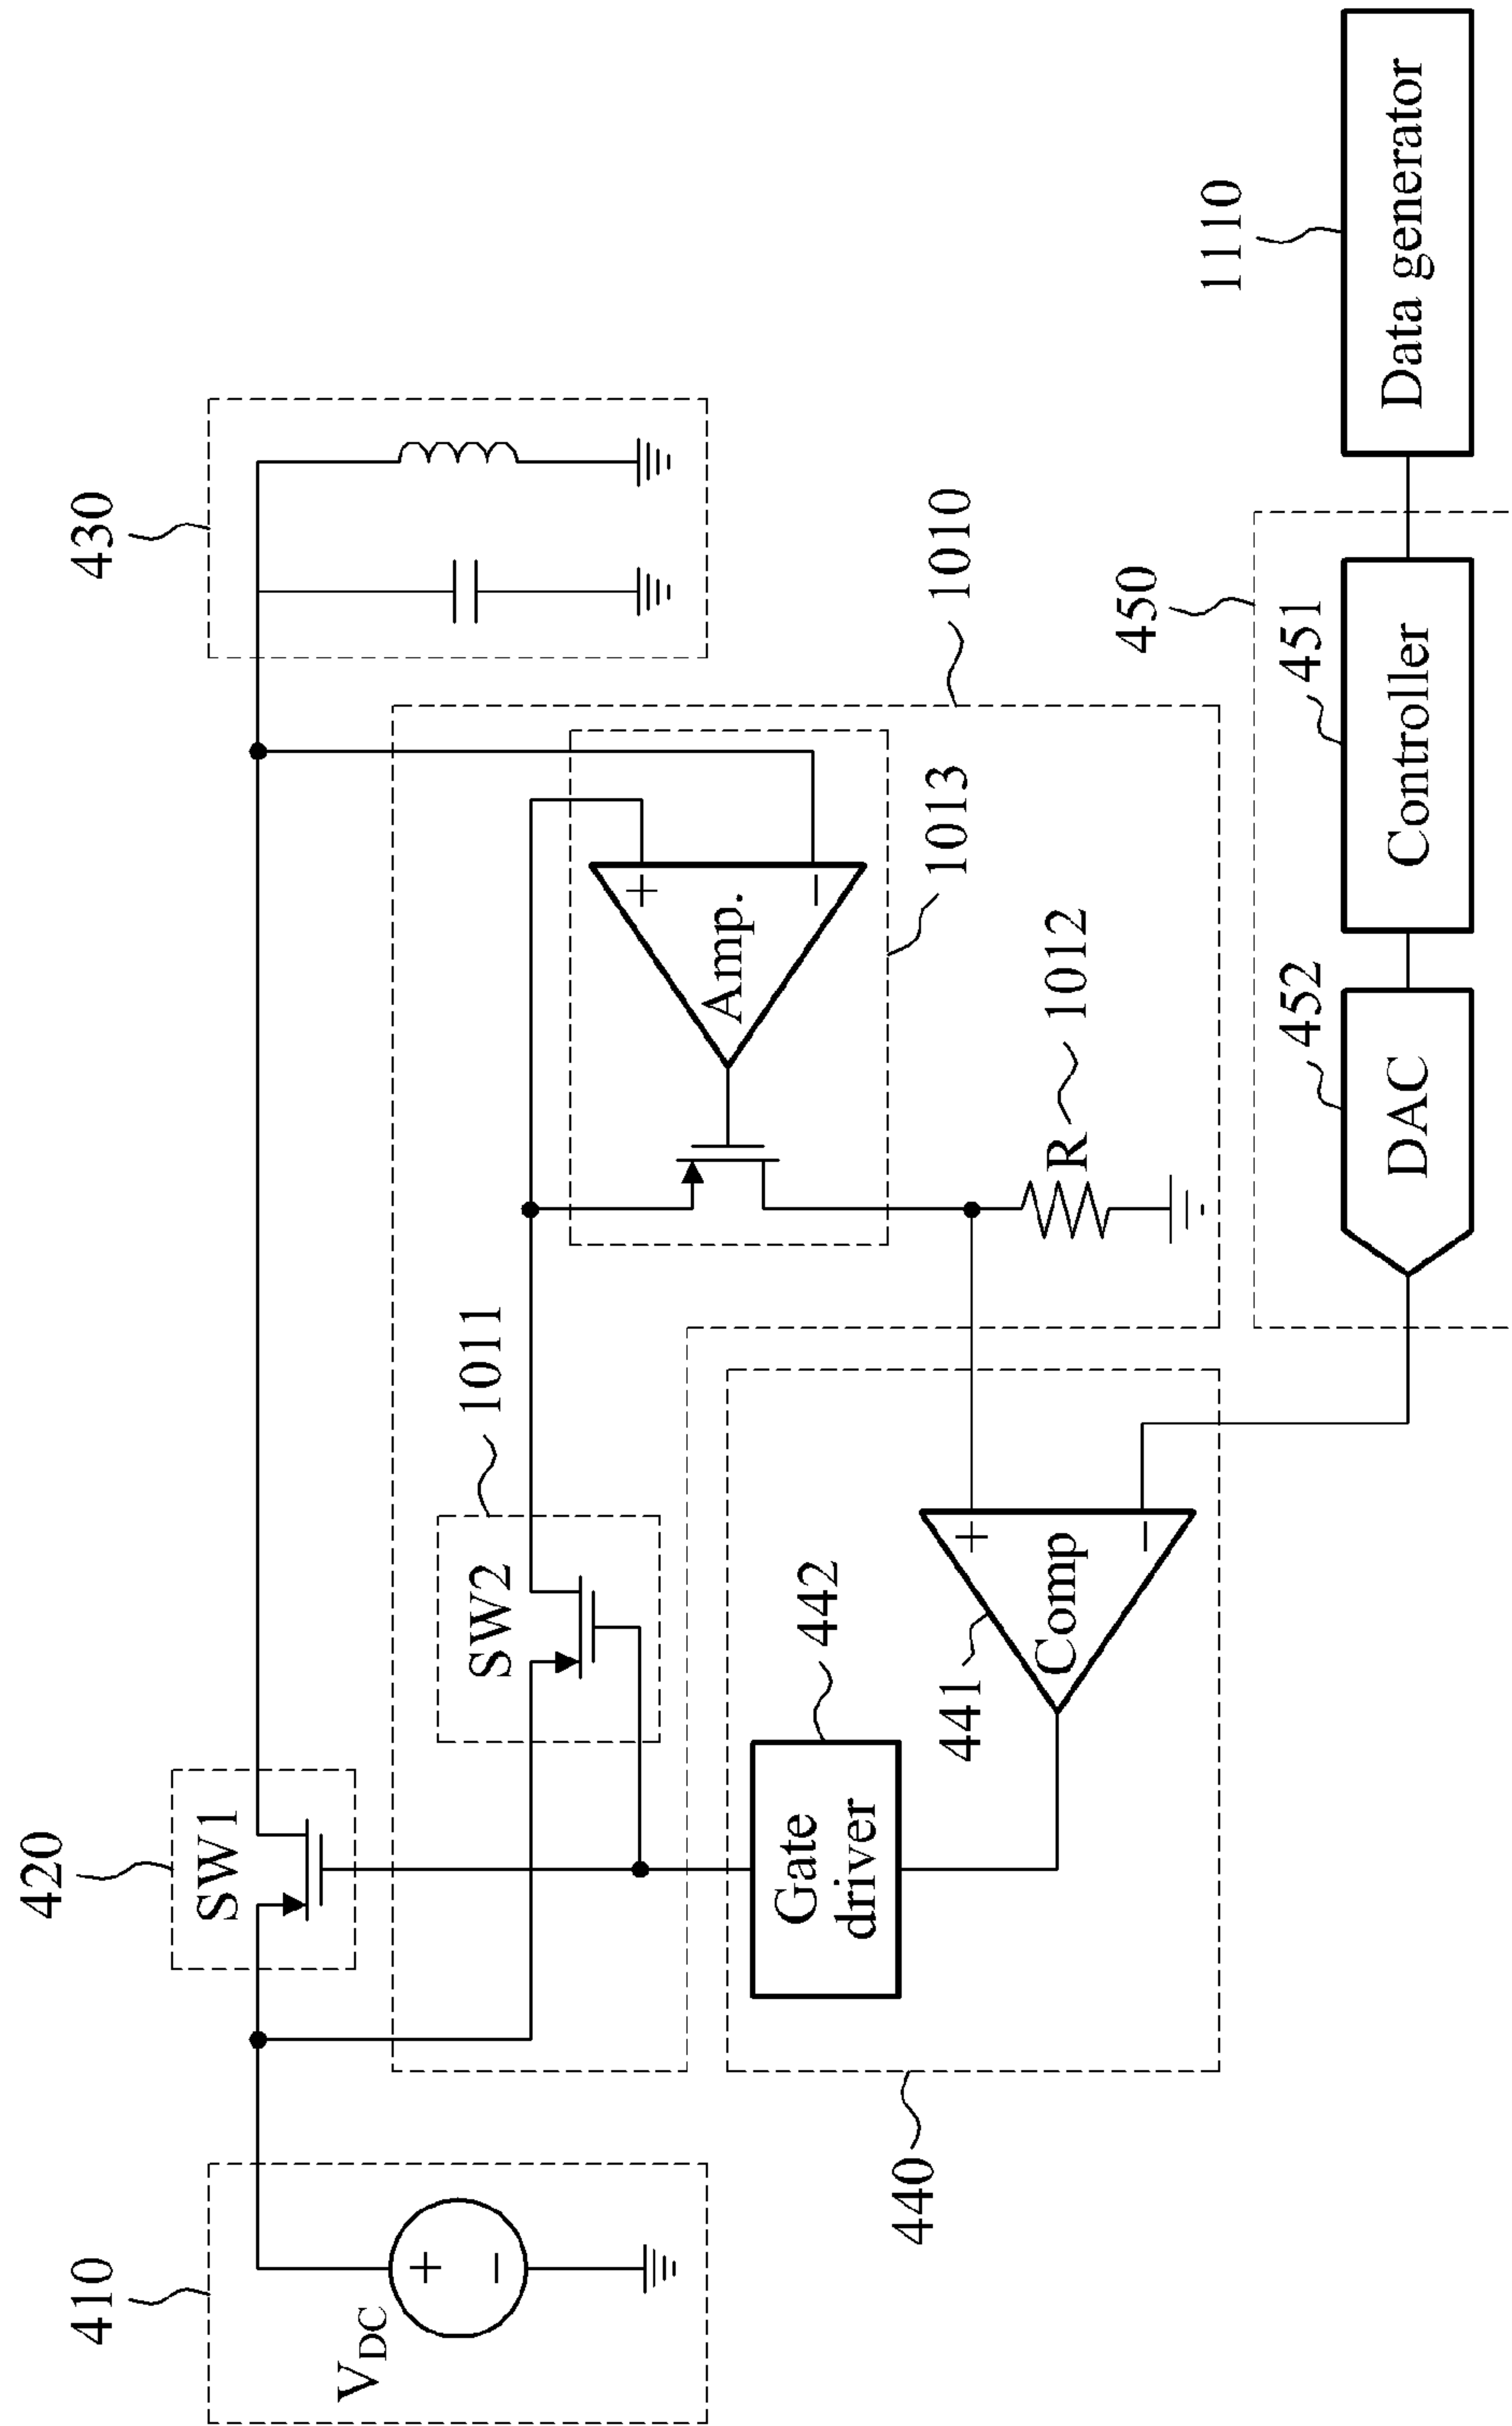 410
V_DC
+
−
420
SW1
430
SW2
1011
1010
Amp.
+
−
1013
R
1012
440
Gate
driver
442
441
Comp
+
−
450
452
DAC
451
Controller
1110
Data generator